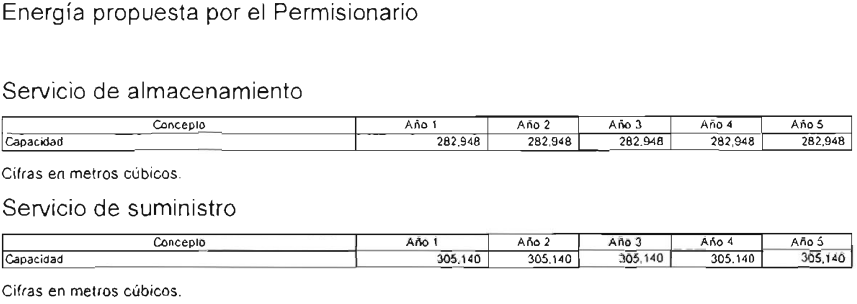 Energía propuesta por el Permisionario
Servicio de almacenamiento
Concepto Año 1 Año 2 Año 3 Año 4 Año 5
Capacidad 282,948 282,948 282,948 282,948 282,948
Cifras en metros cúbicos.
Servicio de suministro
Concepto Año 1 Año 2 Año 3 Año 4 Año 5
Capacidad 305,140 305,140 305,140 305,140 305,140
Cifras en metros cúbicos.